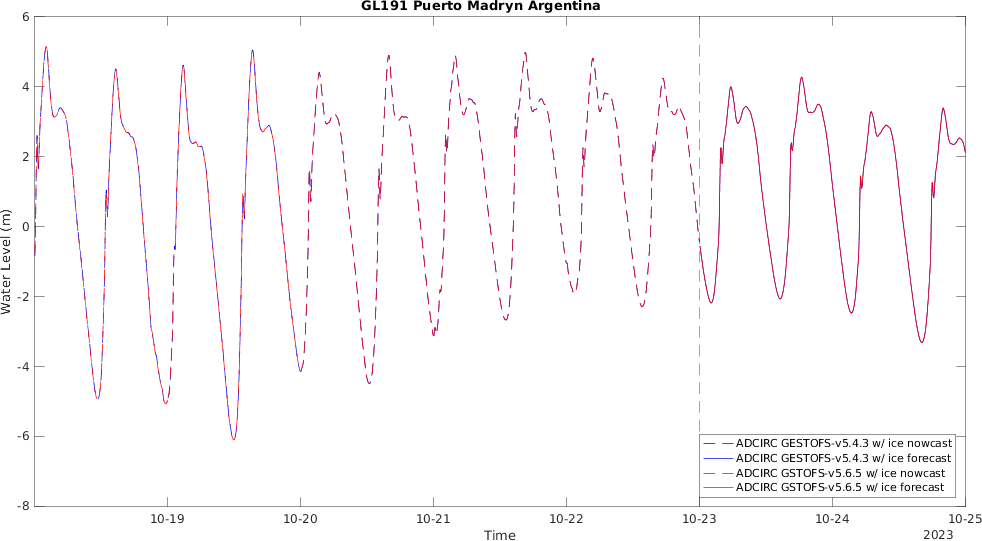 GL191 Puerto Madryn Argentina
6
4
2
0
-2
-4
-6
-8
Water Level (m)
10-19
10-20
10-21
10-22
10-23
10-24
10-25
Time
2023
ADCIRC GESTOFS-v5.4.3 w/ ice nowcast
ADCIRC GESTOFS-v5.4.3 w/ ice forecast
ADCIRC GSTOFS-v5.6.5 w/ ice nowcast
ADCIRC GSTOFS-v5.6.5 w/ ice forecast